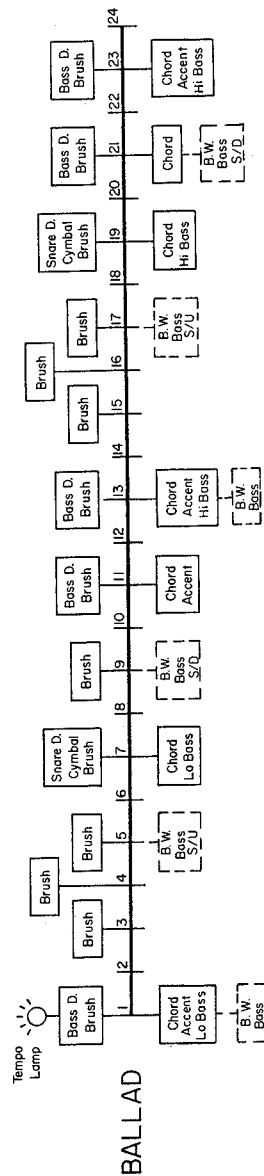 BALLAD
Tempo
Lamp
Bass D.
Brush
1
Chord
Accent
Lo Bass
B. W.
Bass
2
Brush
3
Brush
4
Brush
5
B. W.
Bass
S/U
6
Snare D.
Cymbal
Brush
7
Chord
Lo Bass
8
Brush
9
B. W.
Bass
S/D
10
Bass D.
Brush
11
Chord
Accent
12
Bass D.
Brush
13
Chord
Accent
Hi Bass
B. W.
Bass
14
Brush
15
Brush
16
Brush
17
B. W.
Bass
S/U
18
Snare D.
Cymbal
Brush
19
Chord
Hi Bass
20
Bass D.
Brush
21
Chord
B. W.
Bass
S/D
22
Bass D.
Brush
23
Chord
Accent
Hi Bass
24